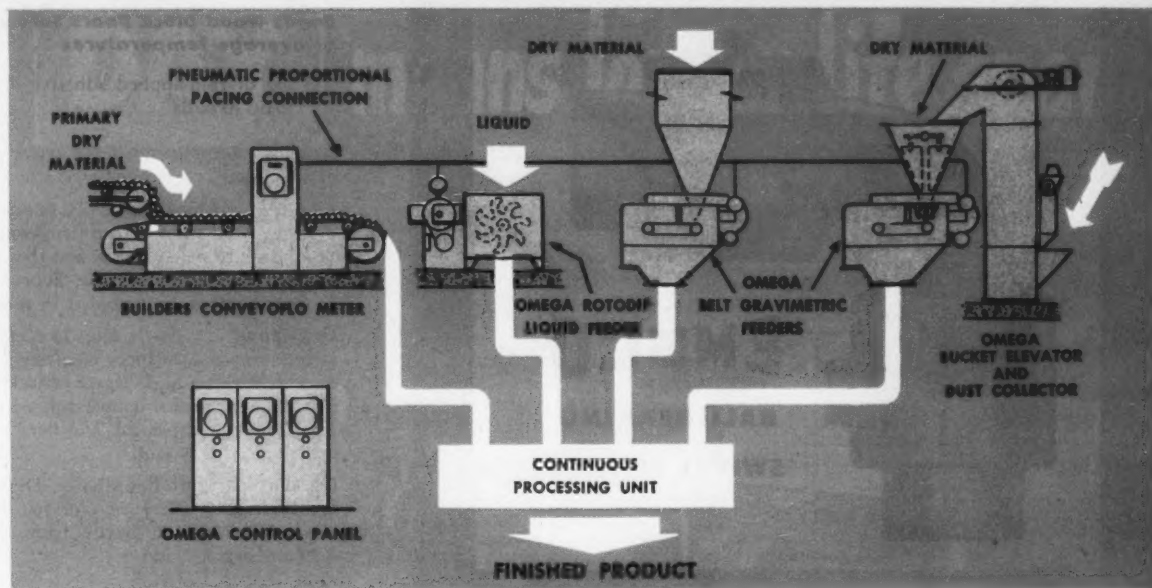 DRY MATERIAL
DRY MATERIAL
PNEUMATIC PROPORTIONAL
PACING CONNECTION
PRIMARY
DRY
MATERIAL
LIQUID
BUILDERS CONVEYOFLO METER
OMEGA ROTODIP
LIQUID FEEDER
OMEGA
BELT GRAVIMETRIC
FEEDERS
OMEGA
BUCKET ELEVATOR
AND
DUST COLLECTOR
CONTINUOUS
PROCESSING UNIT
OMEGA CONTROL PANEL
FINISHED PRODUCT